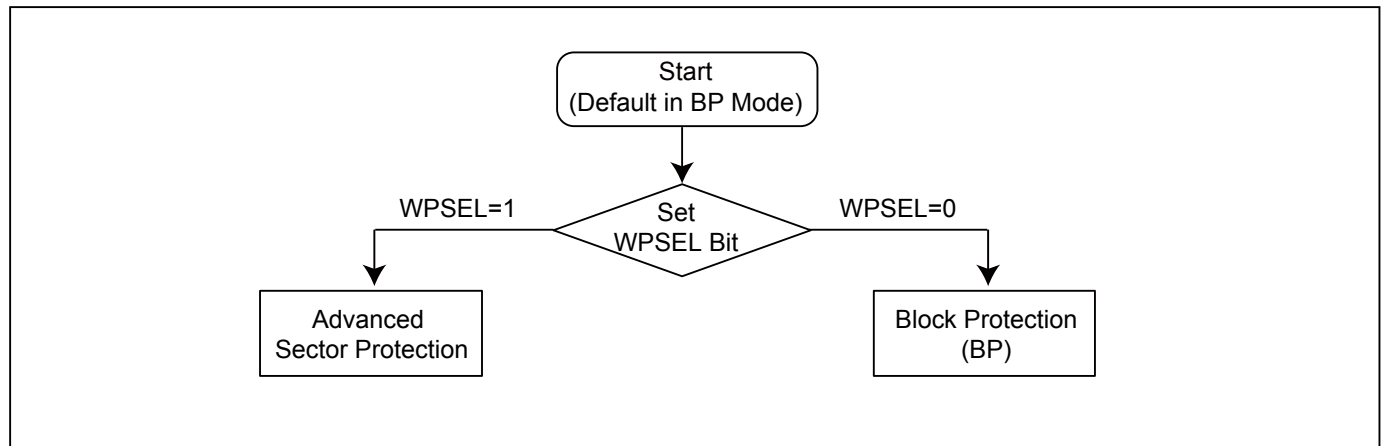 Start
(Default in BP Mode)
WPSEL=1
Set
WPSEL Bit
WPSEL=0
Advanced
Sector Protection
Block Protection
(BP)